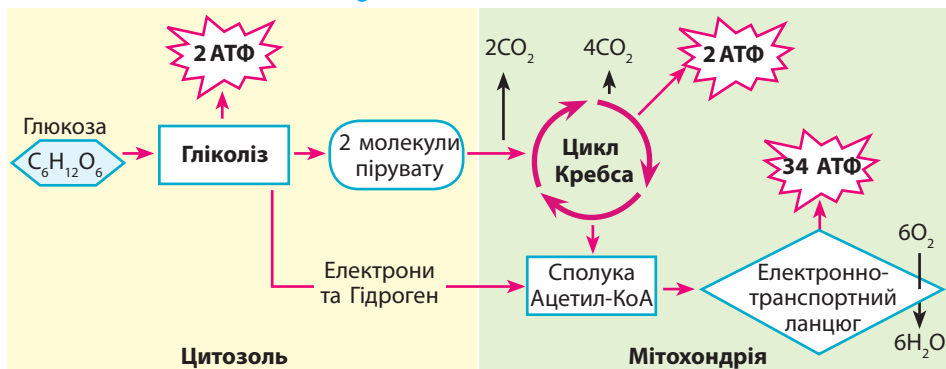 2 АТФ
2CO₂
4CO₂
2 АТФ
Глюкоза
C₆H₁₂O₆
Гліколіз
2 молекули
пірувату
Цикл
Кребса
34 АТФ
6O₂
Електрони
та Гідроген
Сполука
Ацетил-КоА
Електронно-
транспортний
ланцюг
6H₂O
Цитозоль
Мітохондрія